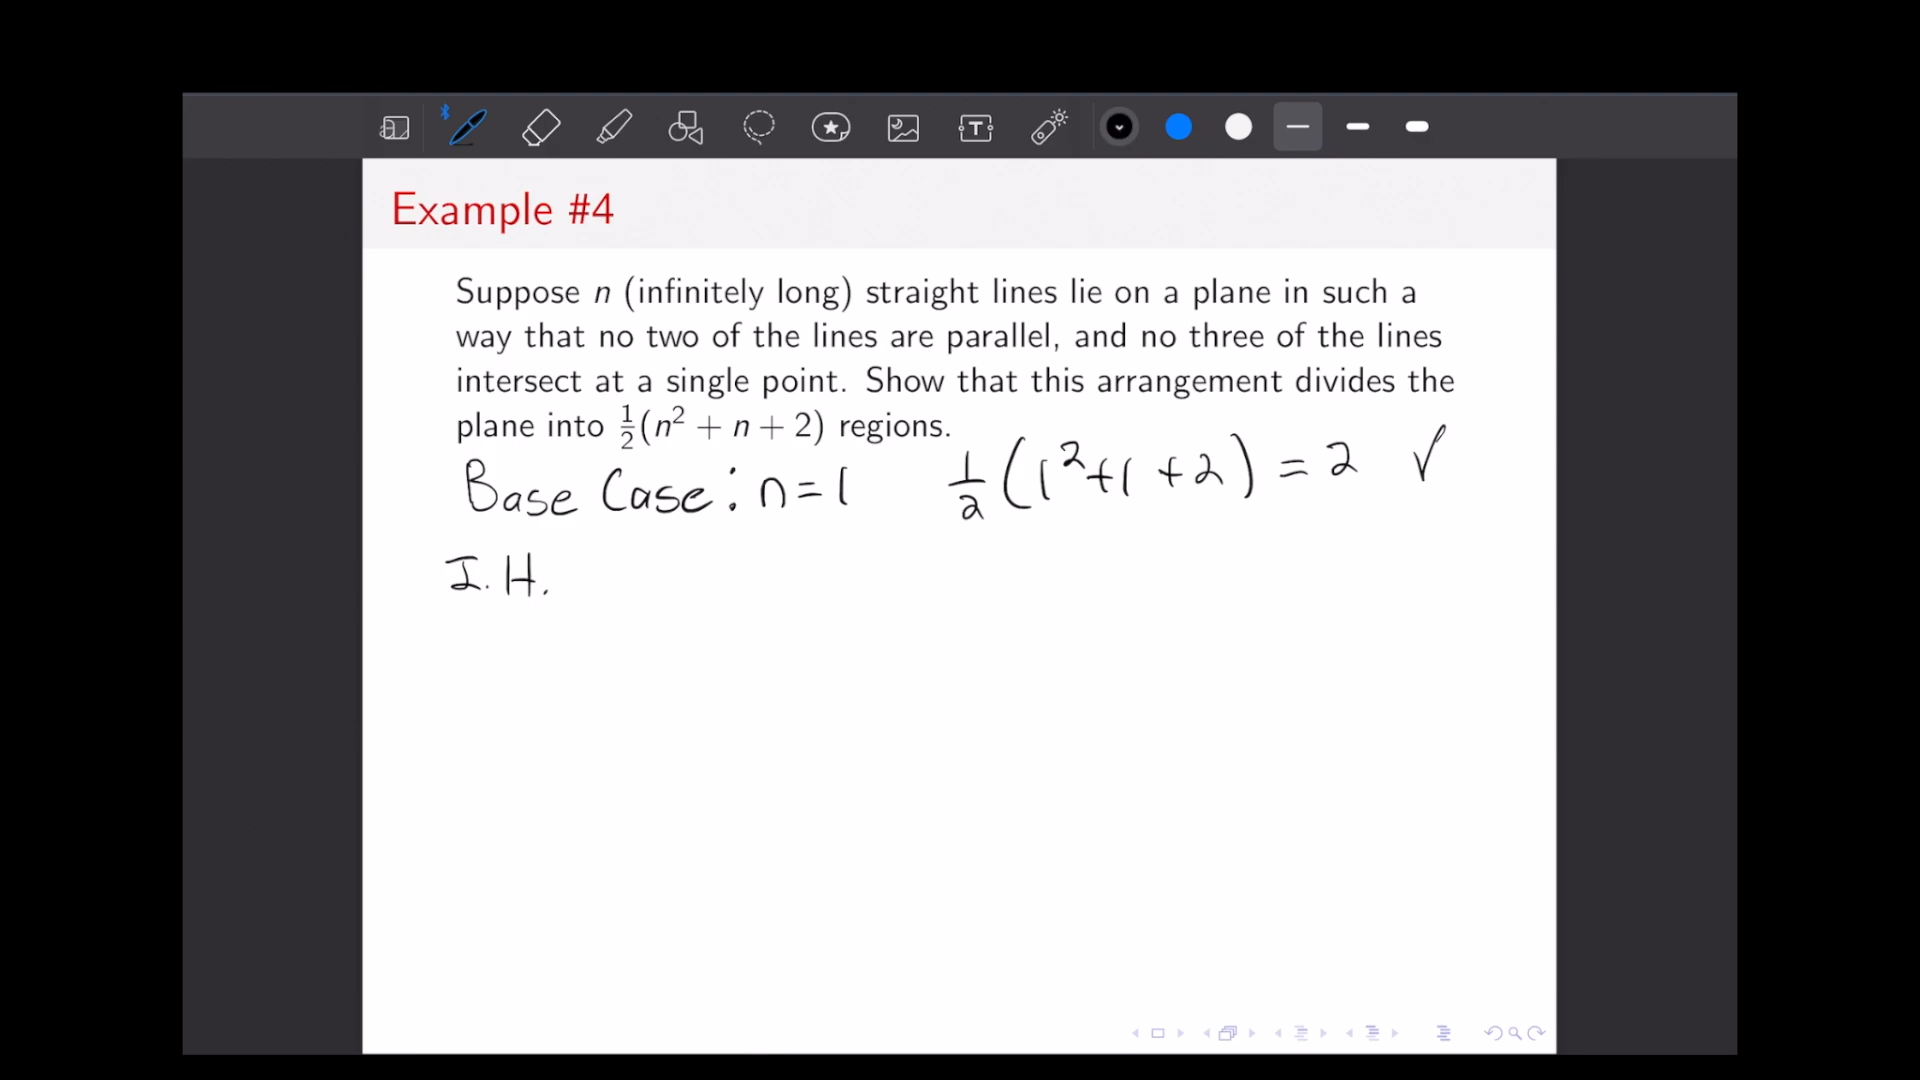 Example #4
Suppose n (infinitely long) straight lines lie on a plane in such a
way that no two of the lines are parallel, and no three of the lines
intersect at a single point. Show that this arrangement divides the
plane into ½(n² + n + 2) regions.
Base Case: n=1 ½(1²+1+2) = 2 ✓
I.H.